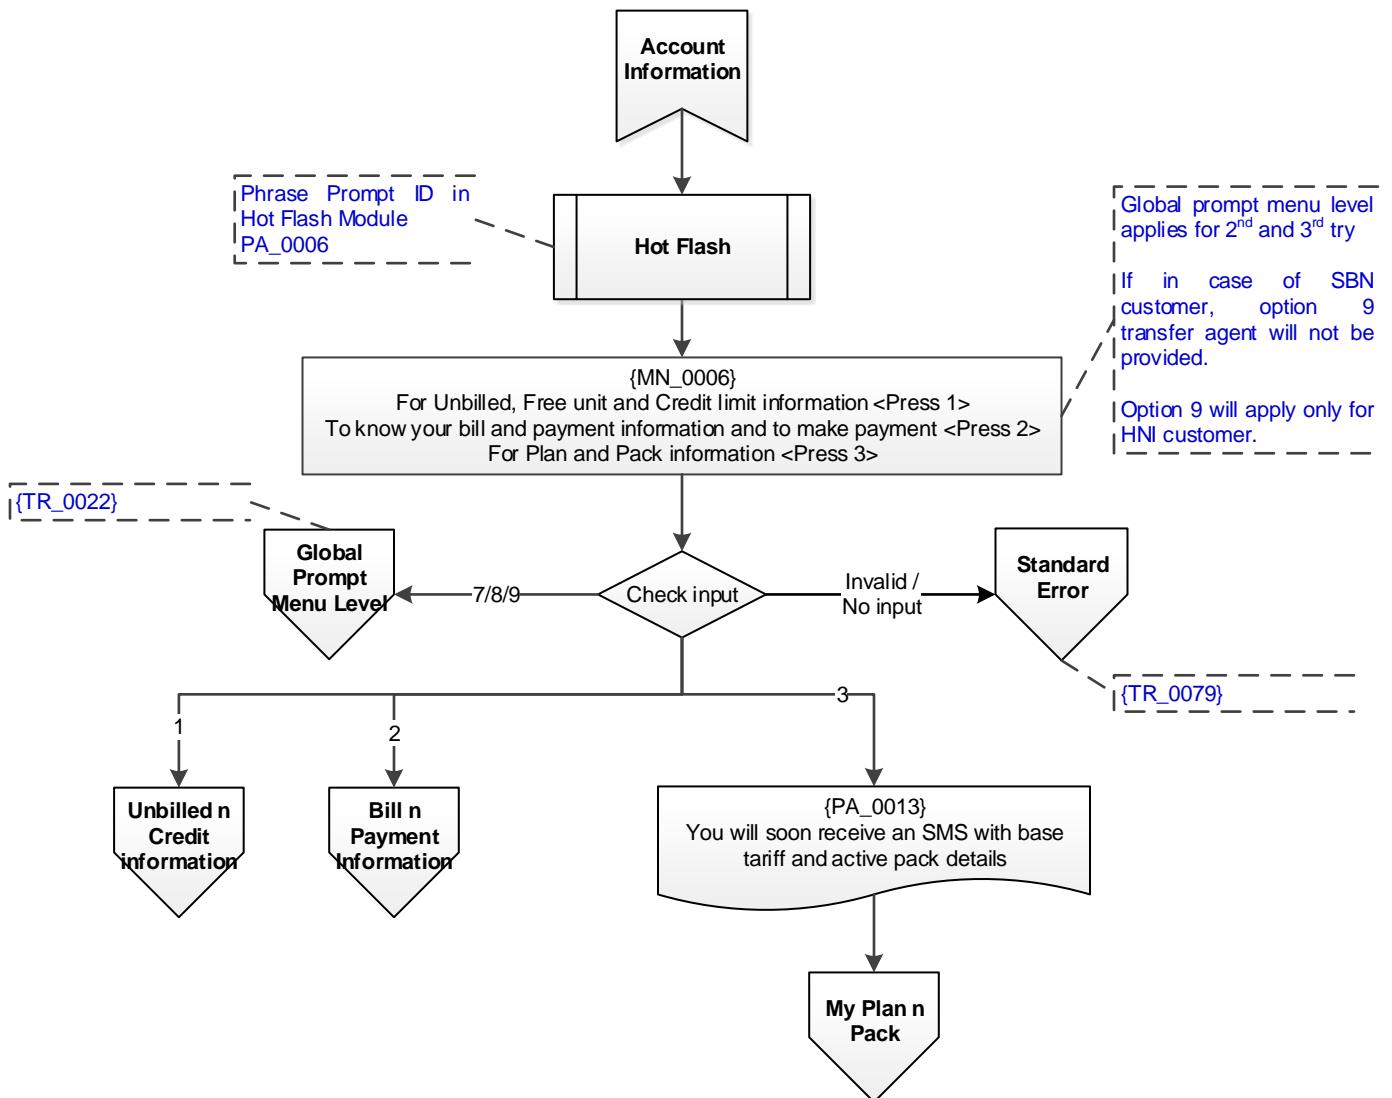 Account
Information
Phrase Prompt ID in
Hot Flash Module
PA_0006
Hot Flash
Global prompt menu level
applies for 2nd and 3rd try
If in case of SBN
customer, option 9
transfer agent will not be
provided.
Option 9 will apply only for
HNI customer.
{MN_0006}
For Unbilled, Free unit and Credit limit information <Press 1>
To know your bill and payment information and to make payment <Press 2>
For Plan and Pack information <Press 3>
{TR_0022}
Global
Prompt
Menu Level
7/8/9
Check input
Invalid /
No input
Standard
Error
{TR_0079}
1
2
3
Unbilled n
Credit
information
Bill n
Payment
Information
{PA_0013}
You will soon receive an SMS with base
tariff and active pack details
My Plan n
Pack